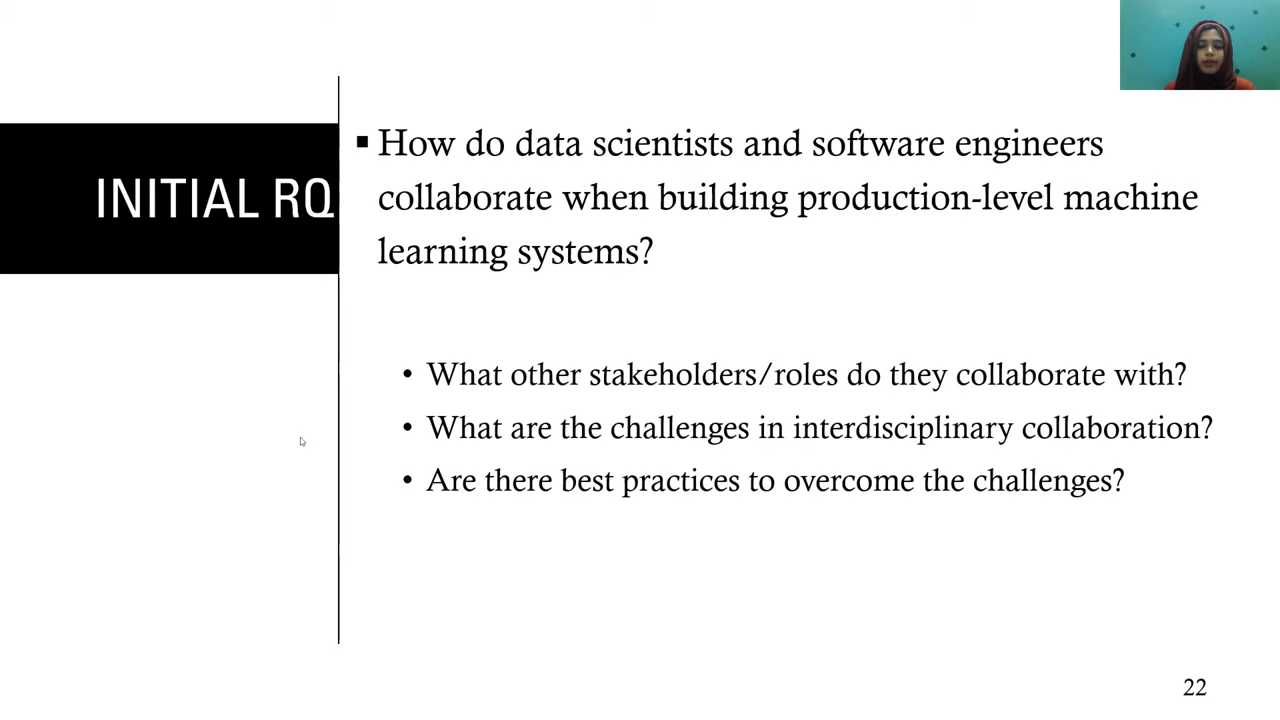 INITIAL RQ
▪ How do data scientists and software engineers
collaborate when building production-level machine
learning systems?
• What other stakeholders/roles do they collaborate with?
• What are the challenges in interdisciplinary collaboration?
• Are there best practices to overcome the challenges?
22